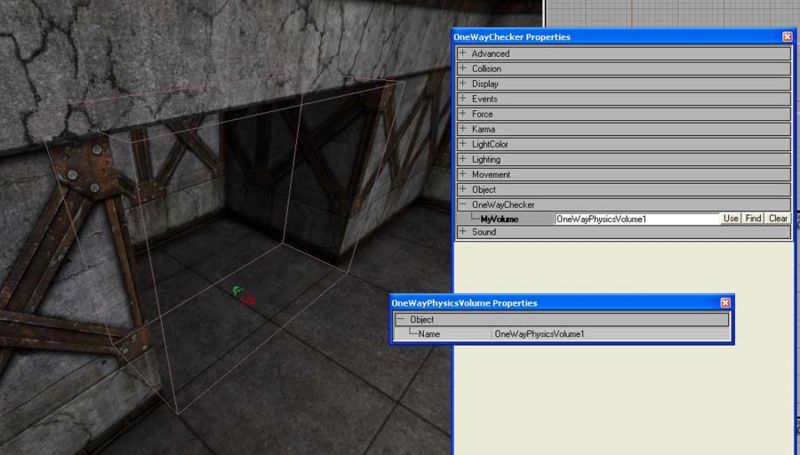 OneWayChecker Properties
Advanced
Collision
Display
Events
Force
Karma
LightColor
Lighting
Movement
Object
OneWayChecker
MyVolume OneWayPhysicsVolume1 Use Find Clear
Sound
OneWayPhysicsVolume Properties
Object
Name OneWayPhysicsVolume1